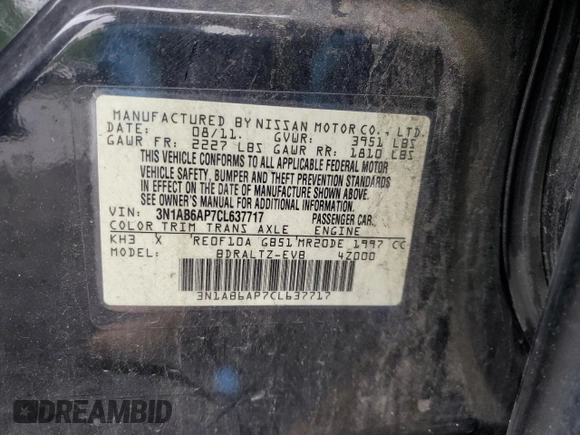 MANUFACTURED BY NISSAN MOTOR CO., LTD.
DATE: 08/11. GVWR: 3951 LBS
GAWR FR: 2227 LBS GAWR RR: 1810 LBS
THIS VEHICLE CONFORMS TO ALL APPLICABLE FEDERAL MOTOR
VEHICLE SAFETY, BUMPER AND THEFT PREVENTION STANDARDS
IN EFFECT ON THE DATE OF MANUFACTURE SHOWN ABOVE.
SEE OWNER'S MANUAL FOR ADDITIONAL INFORMATION.
VIN: 3N1AB6AP7CL637717 PASSENGER CAR
COLOR TRIM TRANS AXLE ENGINE
KH3 X RE0F10A GB51 MR20DE 1997 CC
MODEL: BDRALTZ-EVB 4Z000
3N1AB6AP7CL637717
DREAMBID